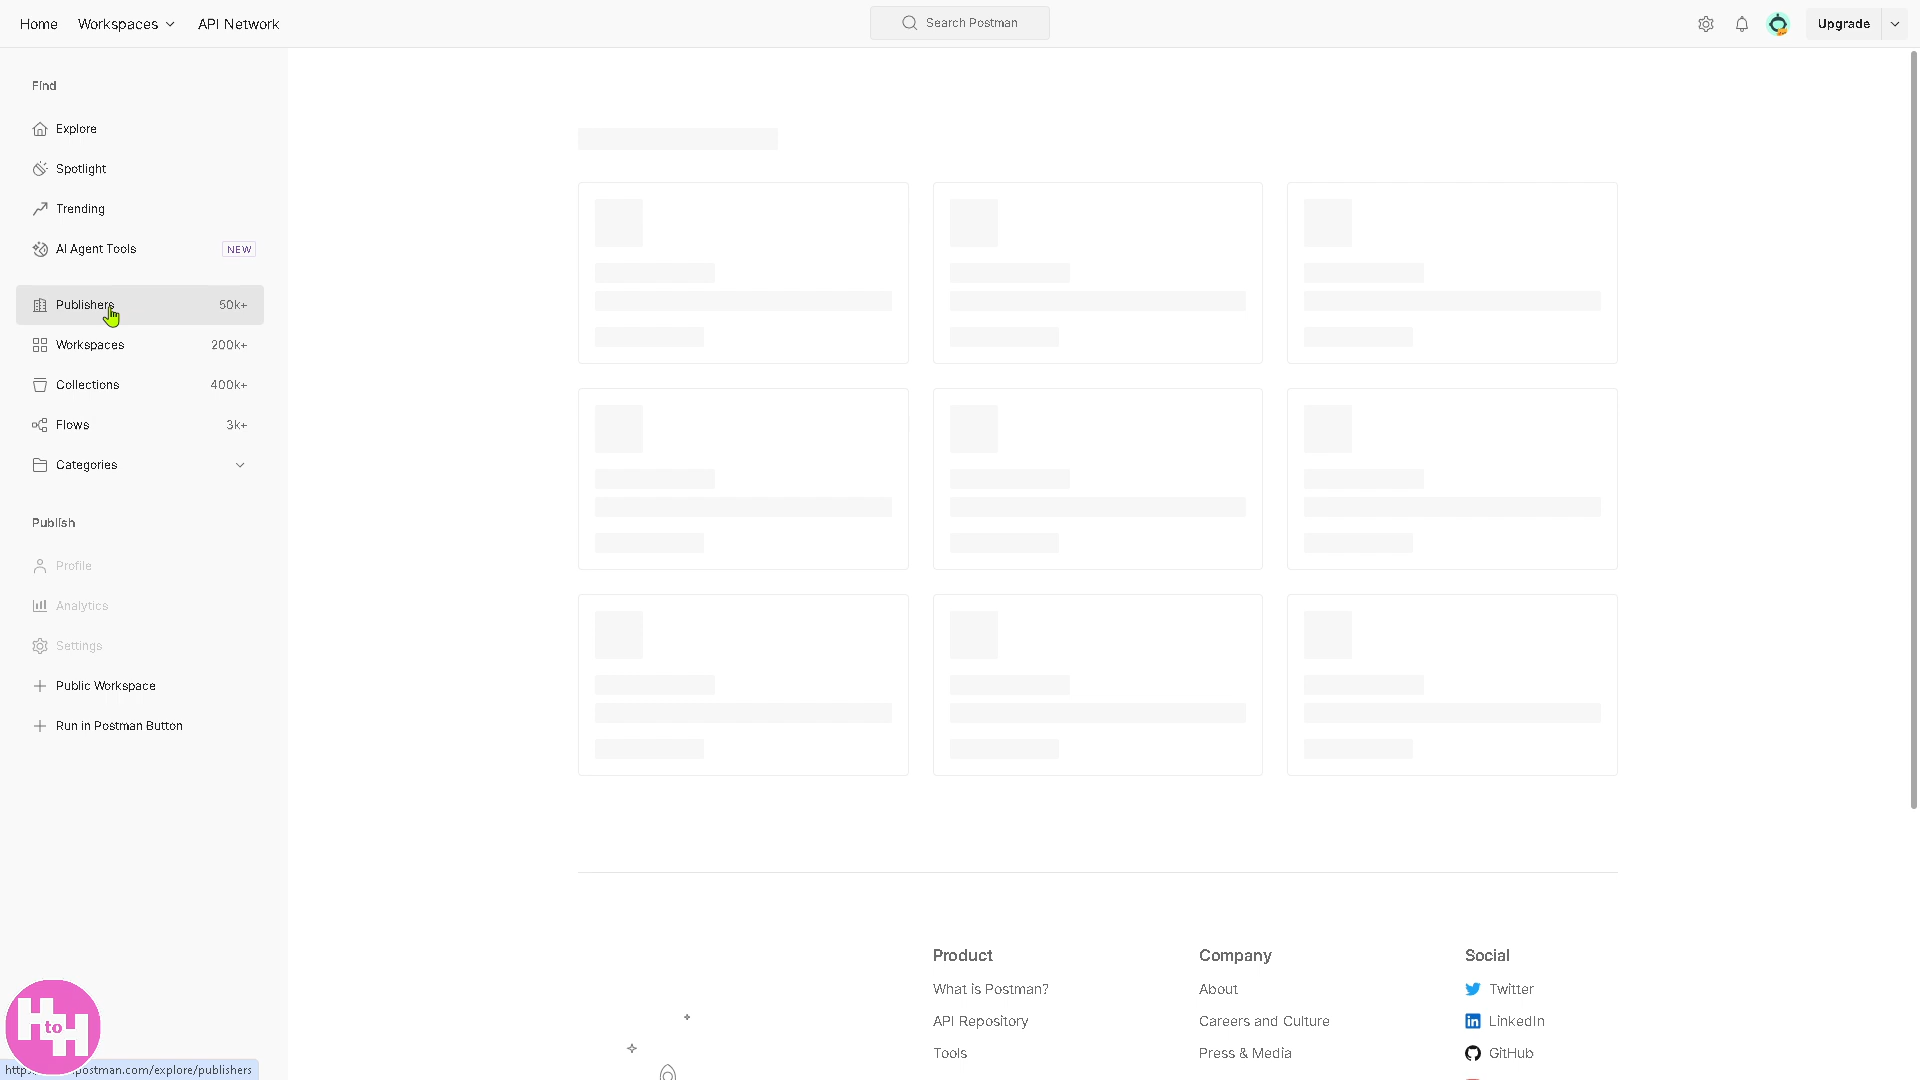 Home
Workspaces
API Network
Search Postman
Upgrade
Find
Explore
Spotlight
Trending
AI Agent Tools NEW
Publishers 50k+
Workspaces 200k+
Collections 400k+
Flows 3k+
Categories
Publish
Profile
Analytics
Settings
Public Workspace
Run in Postman Button
Product
What is Postman?
API Repository
Tools
Company
About
Careers and Culture
Press & Media
Social
Twitter
LinkedIn
GitHub
H to H
postman.com/explore/publishers